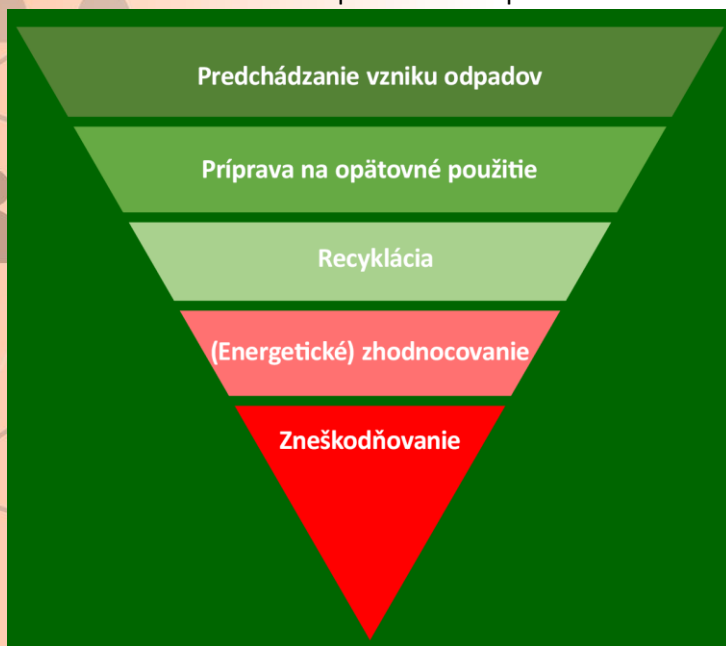 Predchádzanie vzniku odpadov
Príprava na opätovné použitie
Recyklácia
(Energetické) zhodnocovanie
Zneškodňovanie